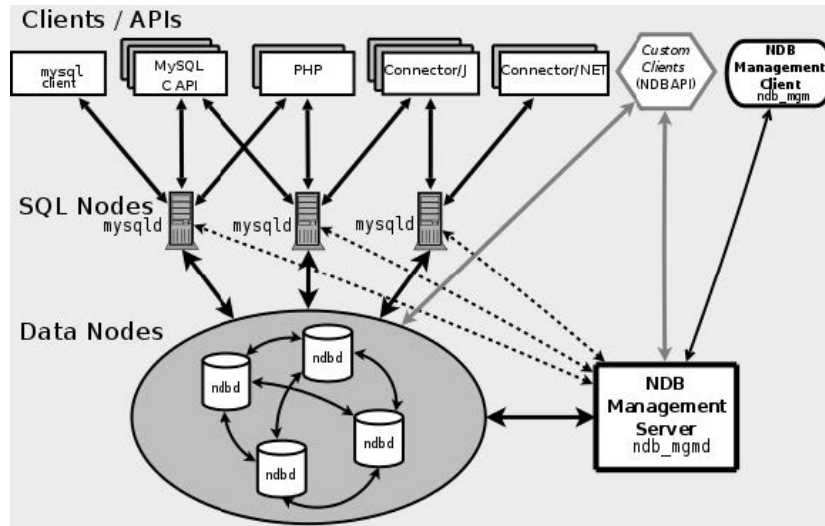 Clients / APIs
mysql
client
MySQL
C API
PHP
Connector/J
Connector/NET
Custom
Clients
(NDBAPI)
NDB
Management
Client
ndb_mgm
SQL Nodes
mysqld
mysqld
mysqld
Data Nodes
ndbd
ndbd
ndbd
ndbd
NDB
Management
Server
ndb_mgmd